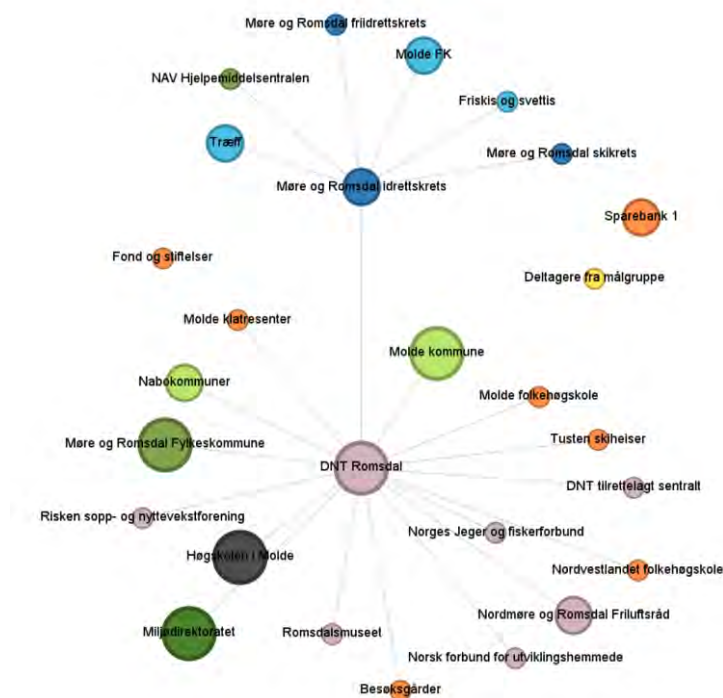 Møre og Romsdal friidrettskrets
Molde FK
NAV Hjelpemiddelsentralen
Friskis og svettis
Træff
Møre og Romsdal skikrets
Møre og Romsdal idrettskrets
Sparebank 1
Fond og stiftelser
Deltagere fra målgruppe
Molde klatresenter
Molde kommune
Nabokommuner
Molde folkehøgskole
Møre og Romsdal Fylkeskommune
Tusten skiheiser
DNT Romsdal
DNT tilrettelagt sentralt
Risken sopp- og nyttevekstforening
Norges Jeger og fiskerforbund
Høgskolen i Molde
Nordvestlandet folkehøgskole
Nordmøre og Romsdal Friluftsråd
Miljødirektoratet
Romsdalsmuseet
Norsk forbund for utviklingshemmede
Besøksgårder